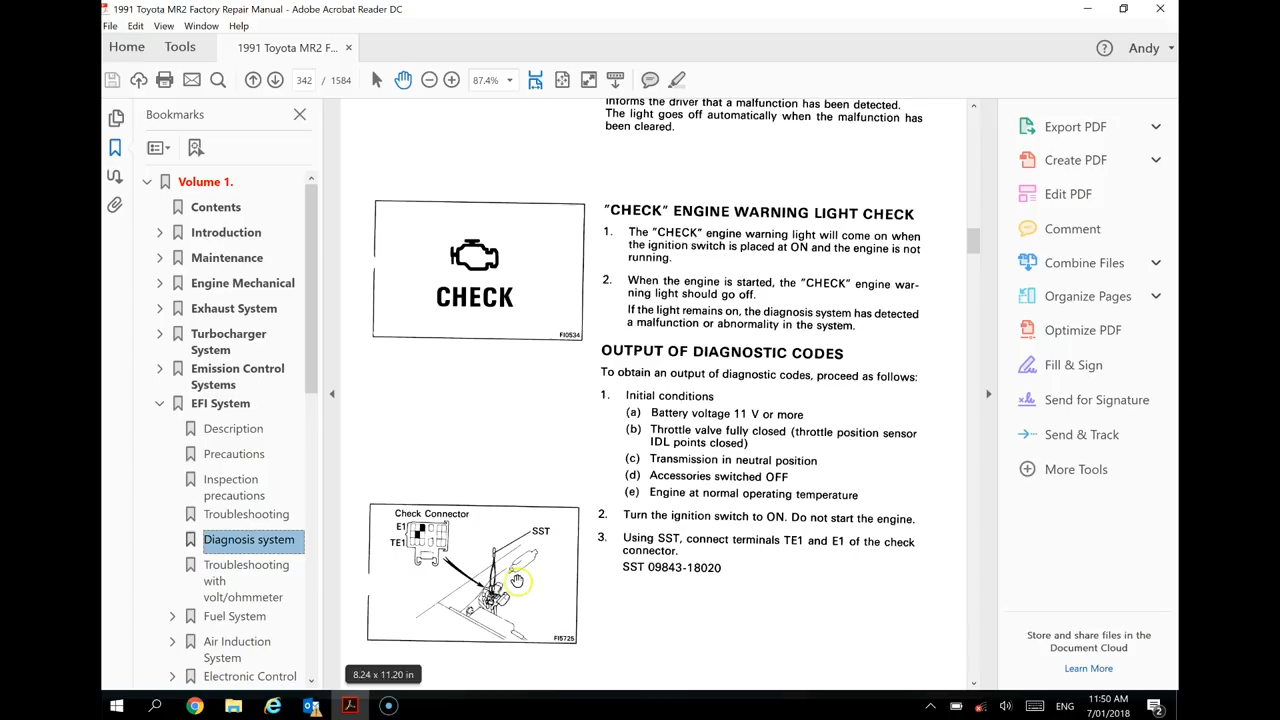 1991 Toyota MR2 Factory Repair Manual - Adobe Acrobat Reader DC
File Edit View Window Help
Home Tools 1991 Toyota MR2 F... × Andy
342 / 1584 87.4%
Bookmarks
Volume 1.
Contents
Introduction
Maintenance
Engine Mechanical
Exhaust System
Turbocharger
System
Emission Control
Systems
EFI System
Description
Precautions
Inspection
precautions
Troubleshooting
Diagnosis system
Troubleshooting
with
volt/ohmmeter
Fuel System
Air Induction
System
Electronic Control
informs the driver that a malfunction has been detected.
The light goes off automatically when the malfunction has
been cleared.
CHECK
FI0534
"CHECK" ENGINE WARNING LIGHT CHECK
1. The "CHECK" engine warning light will come on when
the ignition switch is placed at ON and the engine is not
running.
2. When the engine is started, the "CHECK" engine war-
ning light should go off.
If the light remains on, the diagnosis system has detected
a malfunction or abnormality in the system.
OUTPUT OF DIAGNOSTIC CODES
To obtain an output of diagnostic codes, proceed as follows:
1. Initial conditions
(a) Battery voltage 11 V or more
(b) Throttle valve fully closed (throttle position sensor
IDL points closed)
(c) Transmission in neutral position
(d) Accessories switched OFF
(e) Engine at normal operating temperature
2. Turn the ignition switch to ON. Do not start the engine.
3. Using SST, connect terminals TE1 and E1 of the check
connector.
SST 09843-18020
Check Connector
E1
TE1
SST
FI5725
8.24 x 11.20 in
Export PDF
Create PDF
Edit PDF
Comment
Combine Files
Organize Pages
Optimize PDF
Fill & Sign
Send for Signature
Send & Track
More Tools
Store and share files in the
Document Cloud
Learn More
ENG
11:50 AM
7/01/2018
2